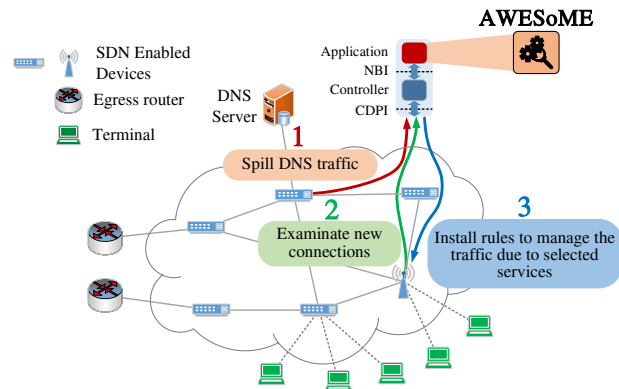 AWESoME
SDN Enabled
Devices
Egress router
Terminal
DNS
Server
Application
NBI
Controller
CDPI
1
Spill DNS traffic
2
Examinate new
connections
3
Install rules to manage the
traffic due to selected
services